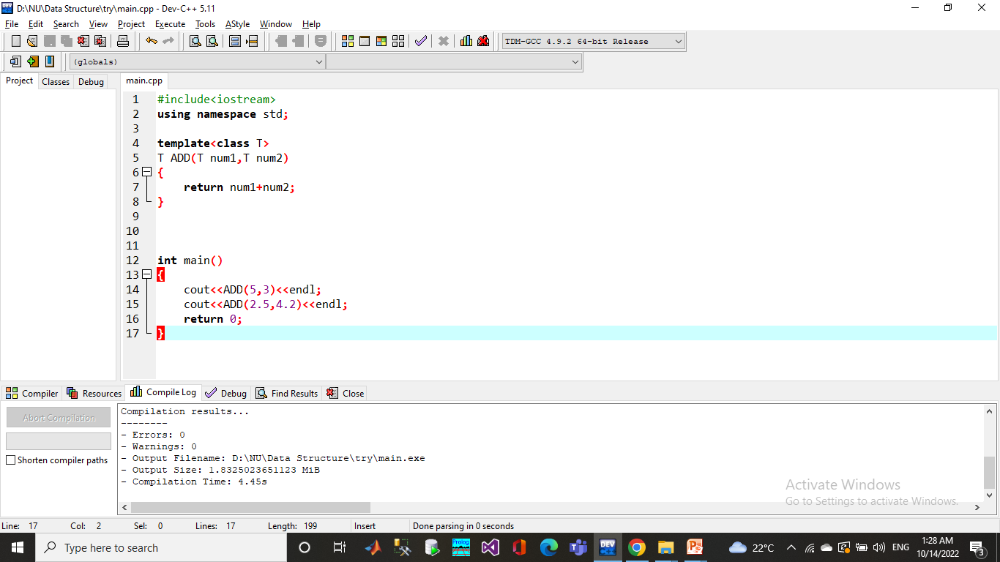 D:\NU\Data Structure\try\main.cpp - Dev-C++ 5.11
File Edit Search View Project Execute Tools AStyle Window Help
TDM-GCC 4.9.2 64-bit Release
(globals)
Project Classes Debug main.cpp
1 #include<iostream>
2 using namespace std;
3
4 template<class T>
5 T ADD(T num1,T num2)
6 {
7 return num1+num2;
8 }
9
10
11
12 int main()
13 {
14 cout<<ADD(5,3)<<endl;
15 cout<<ADD(2.5,4.2)<<endl;
16 return 0;
17 }
Compiler Resources Compile Log Debug Find Results Close
Abort Compilation
Shorten compiler paths
Compilation results...
--------
- Errors: 0
- Warnings: 0
- Output Filename: D:\NU\Data Structure\try\main.exe
- Output Size: 1.8325023651123 MiB
- Compilation Time: 4.45s
Activate Windows
Go to Settings to activate Windows.
Line: 17 Col: 2 Sel: 0 Lines: 17 Length: 199 Insert Done parsing in 0 seconds
Type here to search
Prolog
DEV
22°C
ENG
1:28 AM
10/14/2022
3